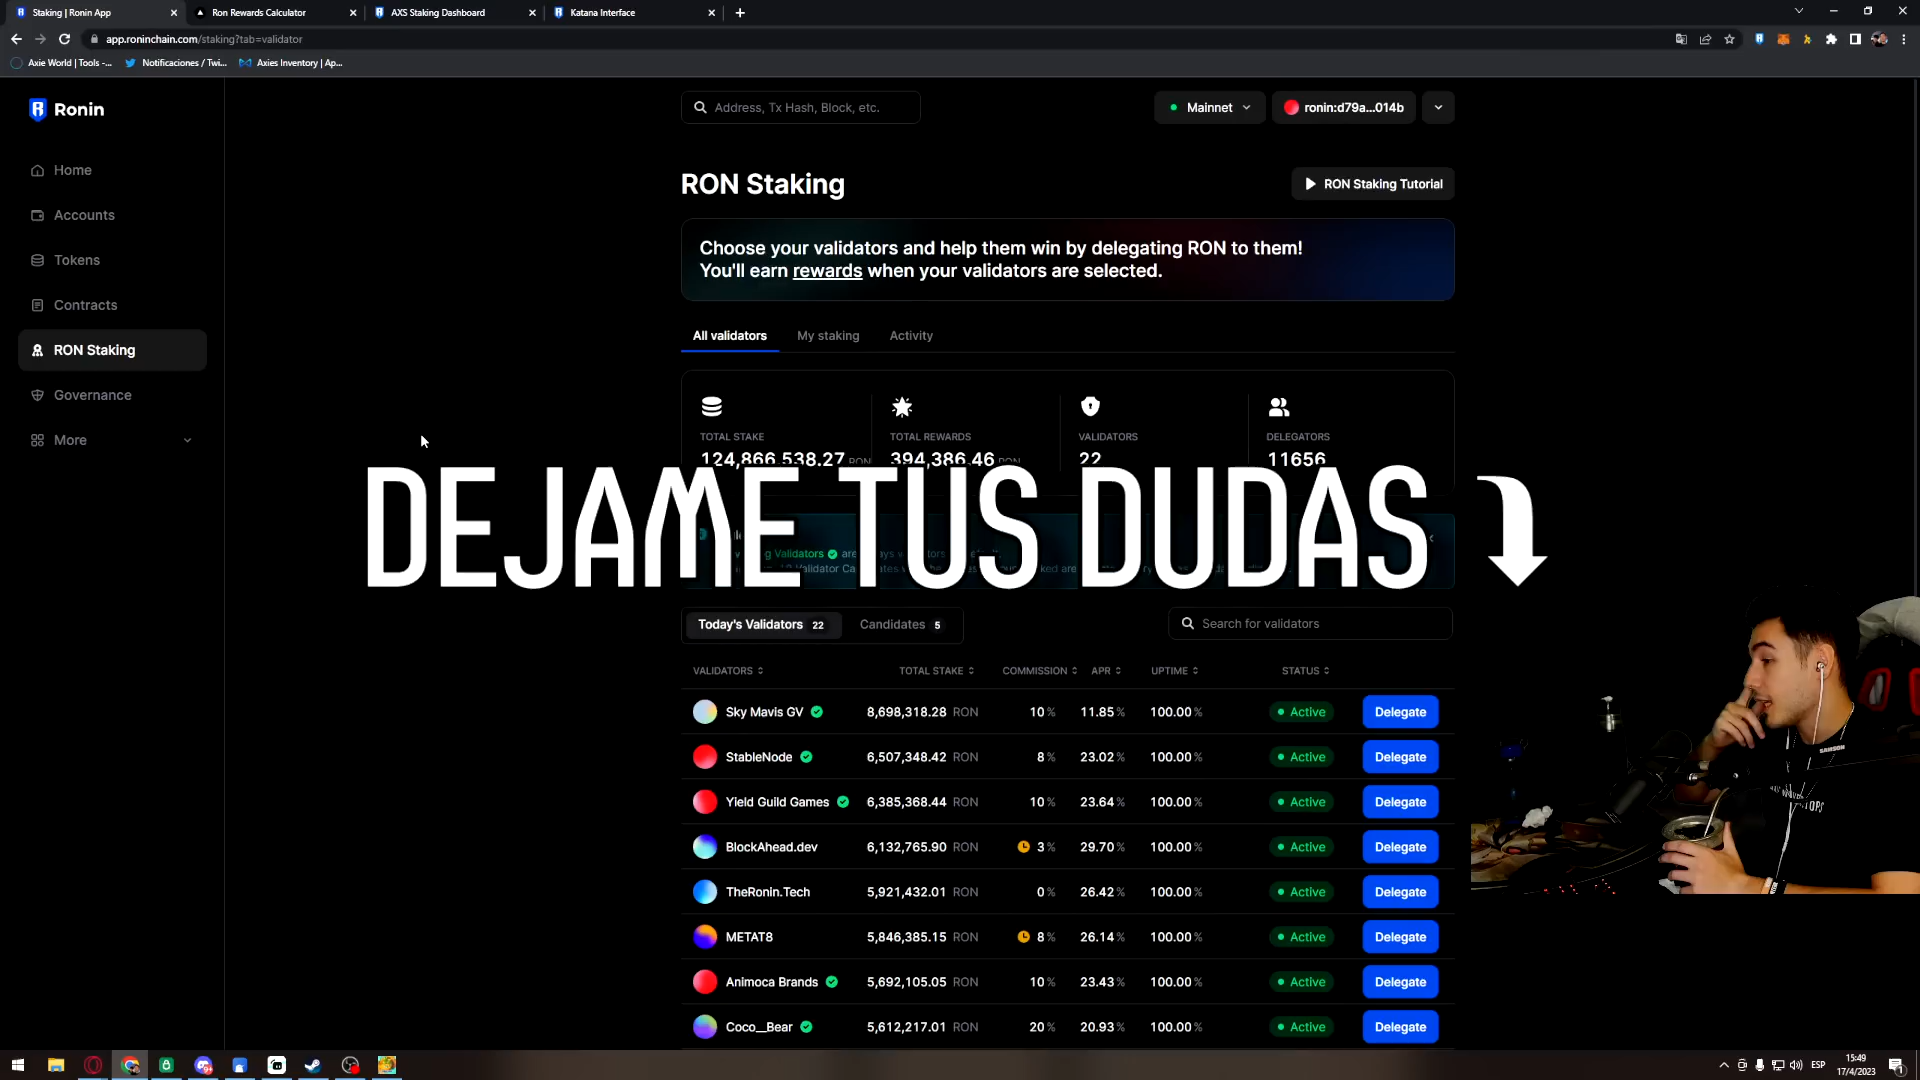 Staking | Ronin App
Ron Rewards Calculator
AXS Staking Dashboard
Katana Interface
app.roninchain.com/staking?tab=validator
Axie World | Tools -...
Notificaciones / Twi...
Axies Inventory | Ap...
Ronin
Address, Tx Hash, Block, etc.
Mainnet
ronin:d79a...014b
Home
Accounts
Tokens
Contracts
RON Staking
Governance
More
RON Staking
RON Staking Tutorial
Choose your validators and help them win by delegating RON to them!
You'll earn rewards when your validators are selected.
All validators My staking Activity
TOTAL STAKE TOTAL REWARDS VALIDATORS DELEGATORS
124,866,538.27 RON 394,386.46 RON 22 11656
DEJAME TUS DUDAS
Today's Validators 22 Candidates 5
Search for validators
VALIDATORS TOTAL STAKE COMMISSION APR UPTIME STATUS
Sky Mavis GV 8,698,318.28 RON 10% 11.85% 100.00% Active Delegate
StableNode 6,507,348.42 RON 8% 23.02% 100.00% Active Delegate
Yield Guild Games 6,385,368.44 RON 10% 23.64% 100.00% Active Delegate
BlockAhead.dev 6,132,765.90 RON 3% 29.70% 100.00% Active Delegate
TheRonin.Tech 5,921,432.01 RON 0% 26.42% 100.00% Active Delegate
METAT8 5,846,385.15 RON 8% 26.14% 100.00% Active Delegate
Animoca Brands 5,692,105.05 RON 10% 23.43% 100.00% Active Delegate
Coco__Bear 5,612,217.01 RON 20% 20.93% 100.00% Active Delegate
SAMSON
ESP
15:49
17/4/2023